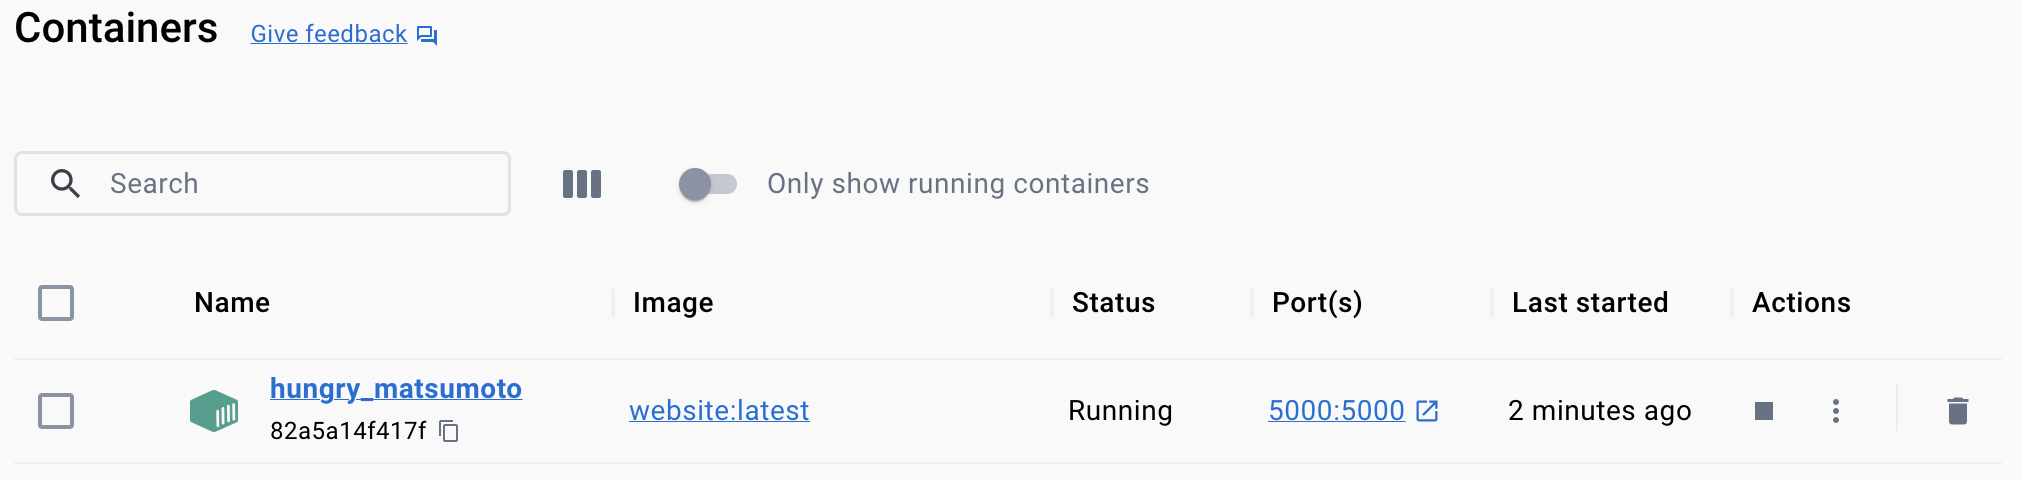 Containers Give feedback
Search Only show running containers
Name Image Status Port(s) Last started Actions
hungry_matsumoto
82a5a14f417f website:latest Running 5000:5000 2 minutes ago